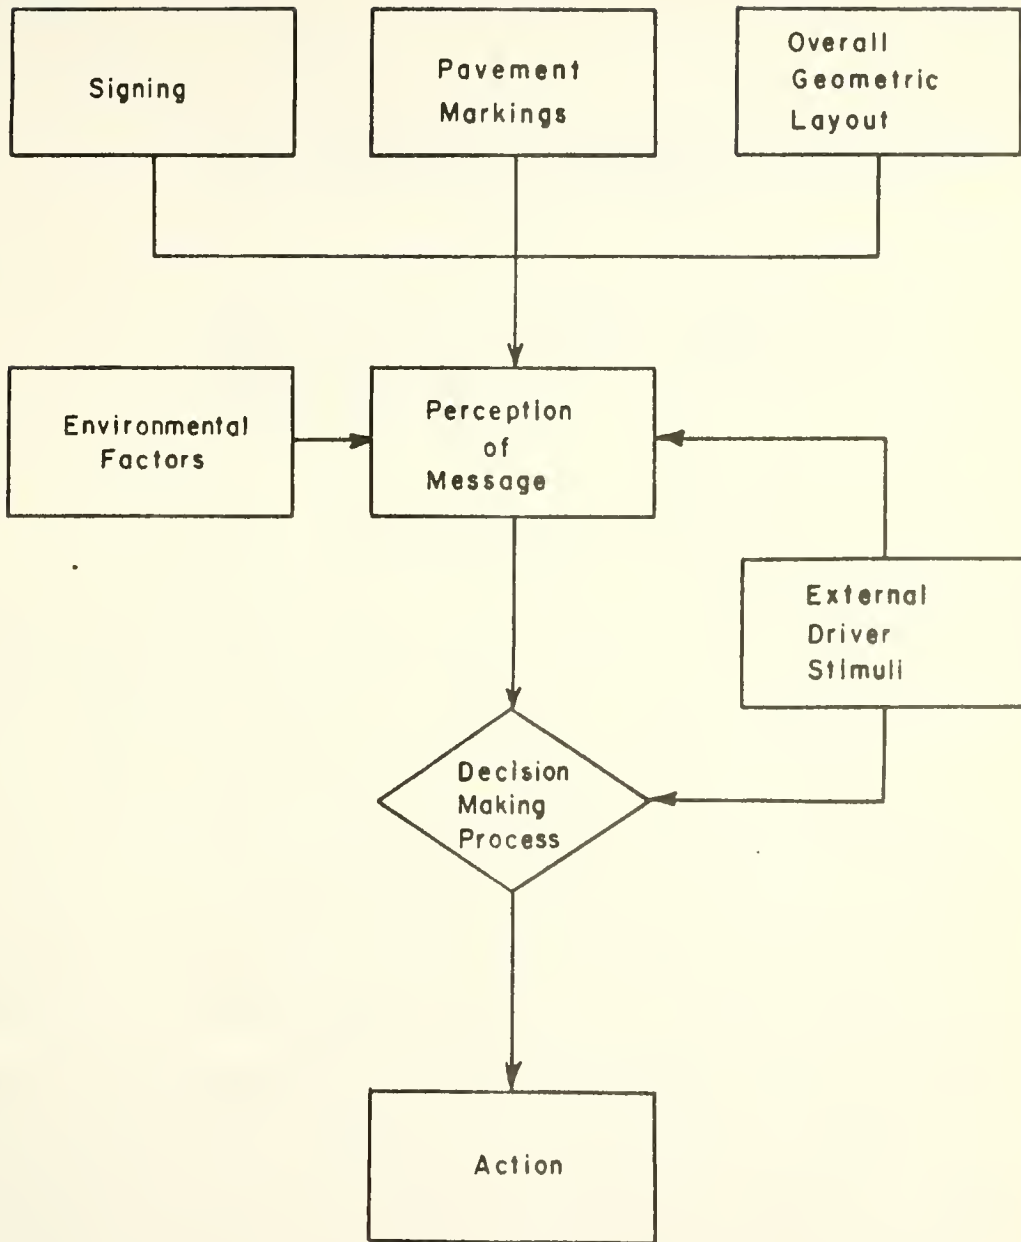 Signing
Pavement
Markings
Overall
Geometric
Layout
Environmental
Factors
Perception
of
Message
External
Driver
Stimuli
Decision
Making
Process
Action